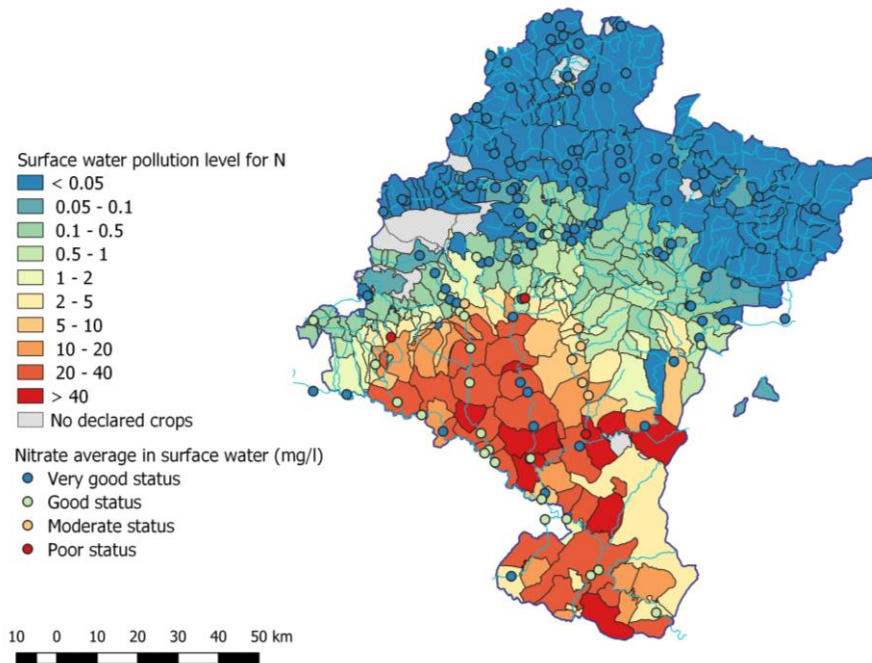 Surface water pollution level for N
< 0.05
0.05 - 0.1
0.1 - 0.5
0.5 - 1
1 - 2
2 - 5
5 - 10
10 - 20
20 - 40
> 40
No declared crops
Nitrate average in surface water (mg/l)
Very good status
Good status
Moderate status
Poor status
10 0 10 20 30 40 50 km